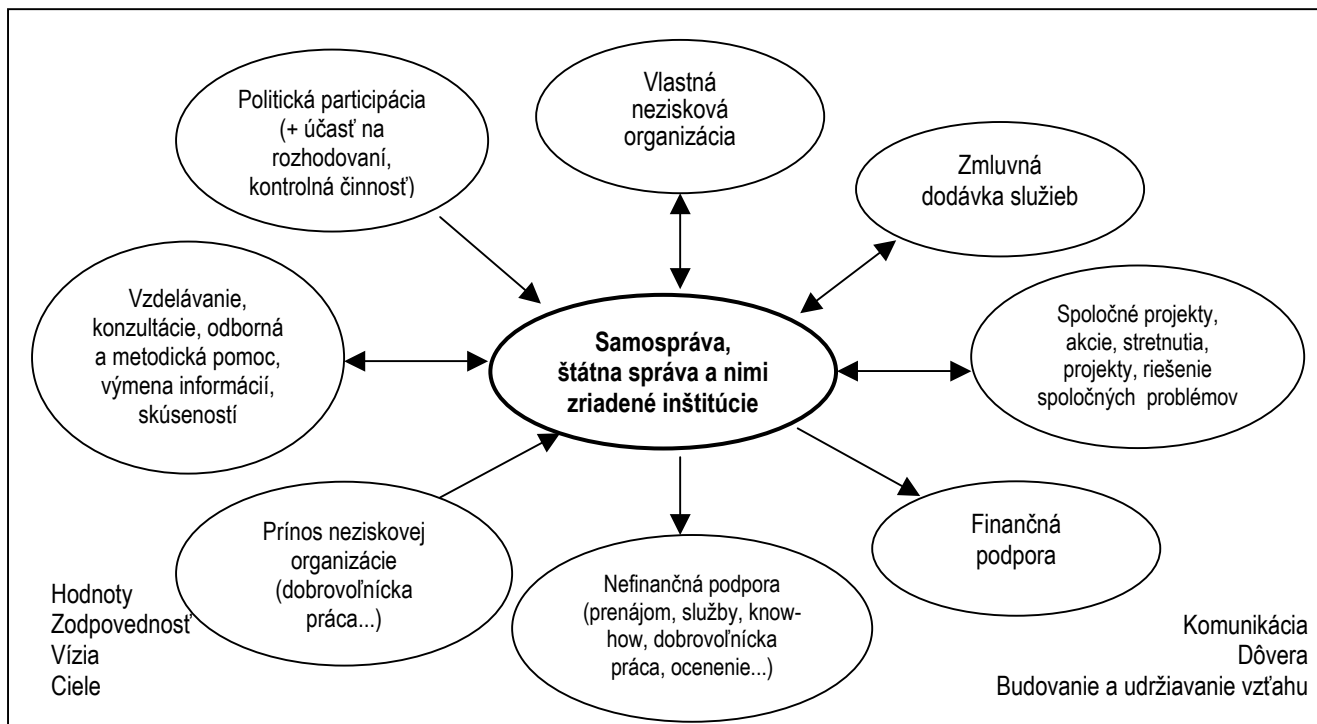 Politická participácia
(+ účasť na
rozhodovaní,
kontrolná činnosť)
Vlastná
nezisková
organizácia
Zmluvná
dodávka služieb
Vzdelávanie,
konzultácie, odborná
a metodická pomoc,
výmena informácií,
skúseností
Samospráva,
štátna správa a nimi
zriadené inštitúcie
Spoločné projekty,
akcie, stretnutia,
projekty, riešenie
spoločných problémov
Prínos neziskovej
organizácie
(dobrovoľnícka
práca...)
Nefinančná podpora
(prenájom, služby, know-
how, dobrovoľnícka
práca, ocenenie...)
Finančná
podpora
Hodnoty
Zodpovednosť
Vízia
Ciele
Komunikácia
Dôvera
Budovanie a udržiavanie vzťahu